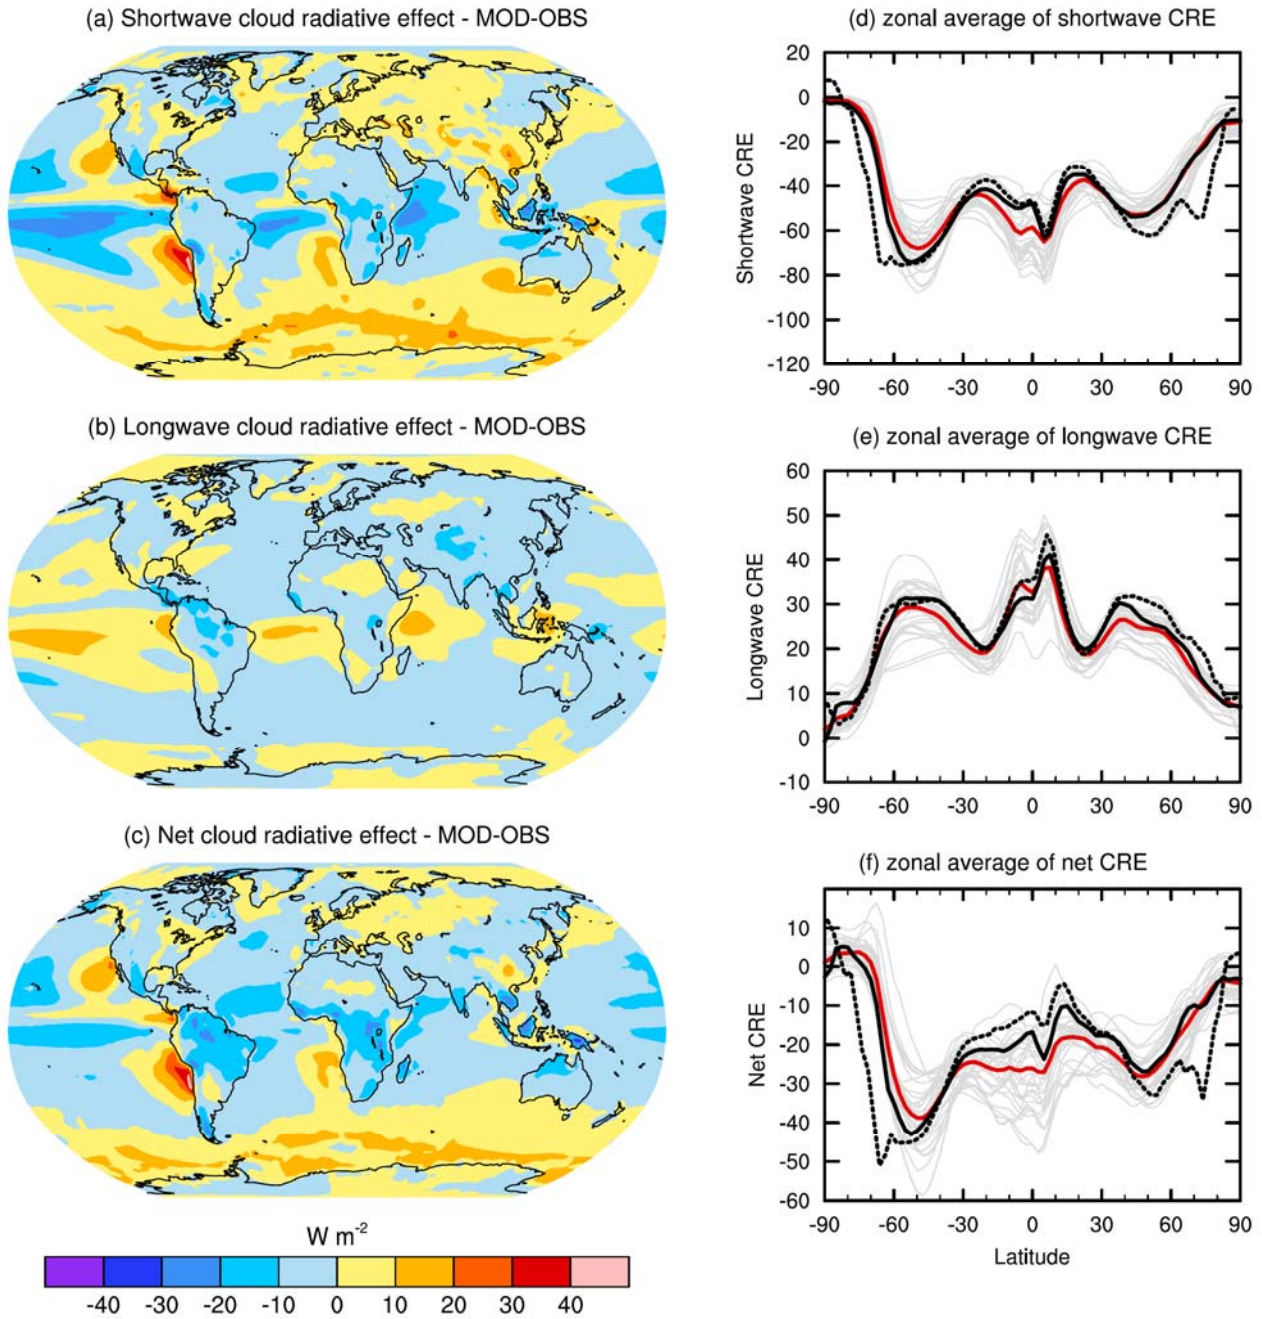 (a) Shortwave cloud radiative effect - MOD-OBS
(b) Longwave cloud radiative effect - MOD-OBS
(c) Net cloud radiative effect - MOD-OBS
W m-2
-40 -30 -20 -10 0 10 20 30 40
(d) zonal average of shortwave CRE
Shortwave CRE
20
0
-20
-40
-60
-80
-100
-120
-90 -60 -30 0 30 60 90
(e) zonal average of longwave CRE
Longwave CRE
60
50
40
30
20
10
0
-10
-90 -60 -30 0 30 60 90
(f) zonal average of net CRE
Net CRE
10
0
-10
-20
-30
-40
-50
-60
-90 -60 -30 0 30 60 90
Latitude